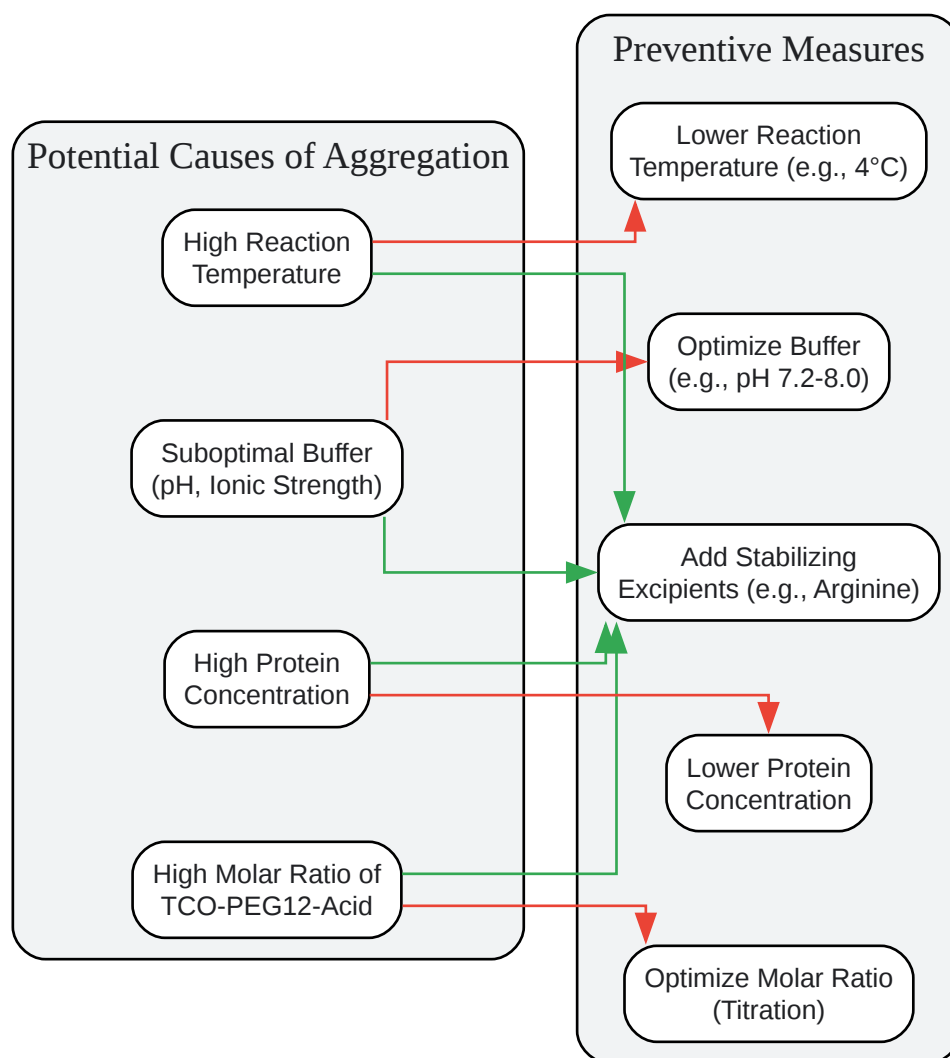 Potential Causes of Aggregation
High Reaction
Temperature
Suboptimal Buffer
(pH, Ionic Strength)
High Protein
Concentration
High Molar Ratio of
TCO-PEG12-Acid
Preventive Measures
Lower Reaction
Temperature (e.g., 4°C)
Optimize Buffer
(e.g., pH 7.2-8.0)
Add Stabilizing
Excipients (e.g., Arginine)
Lower Protein
Concentration
Optimize Molar Ratio
(Titration)